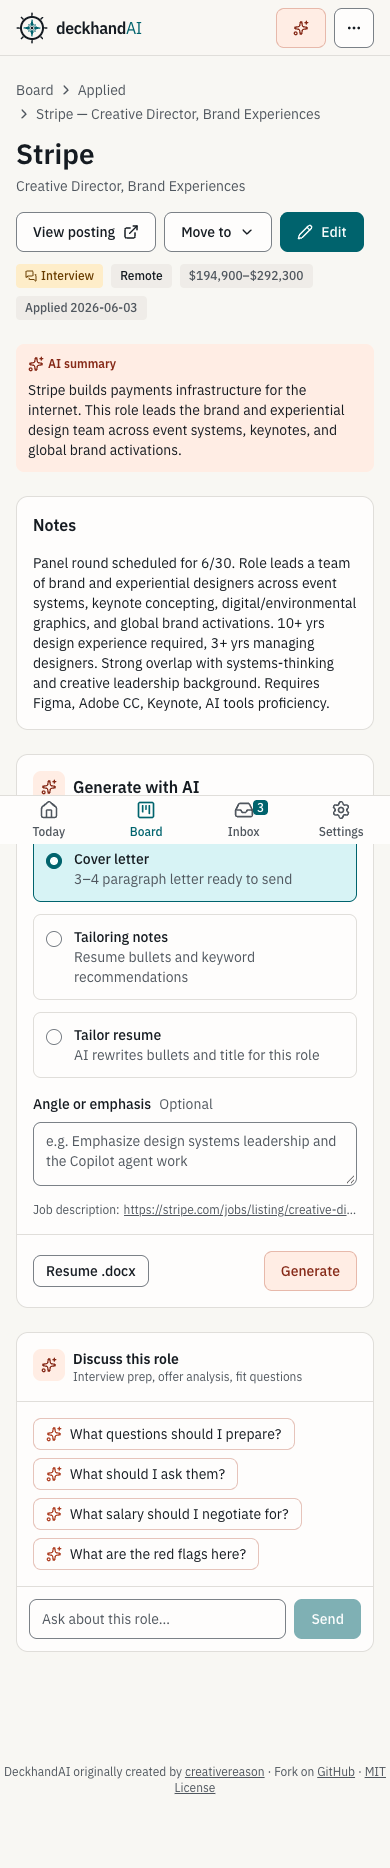 deckhandAI
Board > Applied
> Stripe — Creative Director, Brand Experiences
Stripe
Creative Director, Brand Experiences
View posting Move to Edit
Interview Remote $194,900–$292,300
Applied 2026-06-03
AI summary
Stripe builds payments infrastructure for the
internet. This role leads the brand and experiential
design team across event systems, keynotes, and
global brand activations.
Notes
Panel round scheduled for 6/30. Role leads a team
of brand and experiential designers across event
systems, keynote concepting, digital/environmental
graphics, and global brand activations. 10+ yrs
design experience required, 3+ yrs managing
designers. Strong overlap with systems-thinking
and creative leadership background. Requires
Figma, Adobe CC, Keynote, AI tools proficiency.
Generate with AI
3
Today Board Inbox Settings
Cover letter
3–4 paragraph letter ready to send
Tailoring notes
Resume bullets and keyword
recommendations
Tailor resume
AI rewrites bullets and title for this role
Angle or emphasis Optional
e.g. Emphasize design systems leadership and
the Copilot agent work
Job description: https://stripe.com/jobs/listing/creative-di...
Resume .docx Generate
Discuss this role
Interview prep, offer analysis, fit questions
What questions should I prepare?
What should I ask them?
What salary should I negotiate for?
What are the red flags here?
Ask about this role... Send
DeckhandAI originally created by creativereason · Fork on GitHub · MIT
License